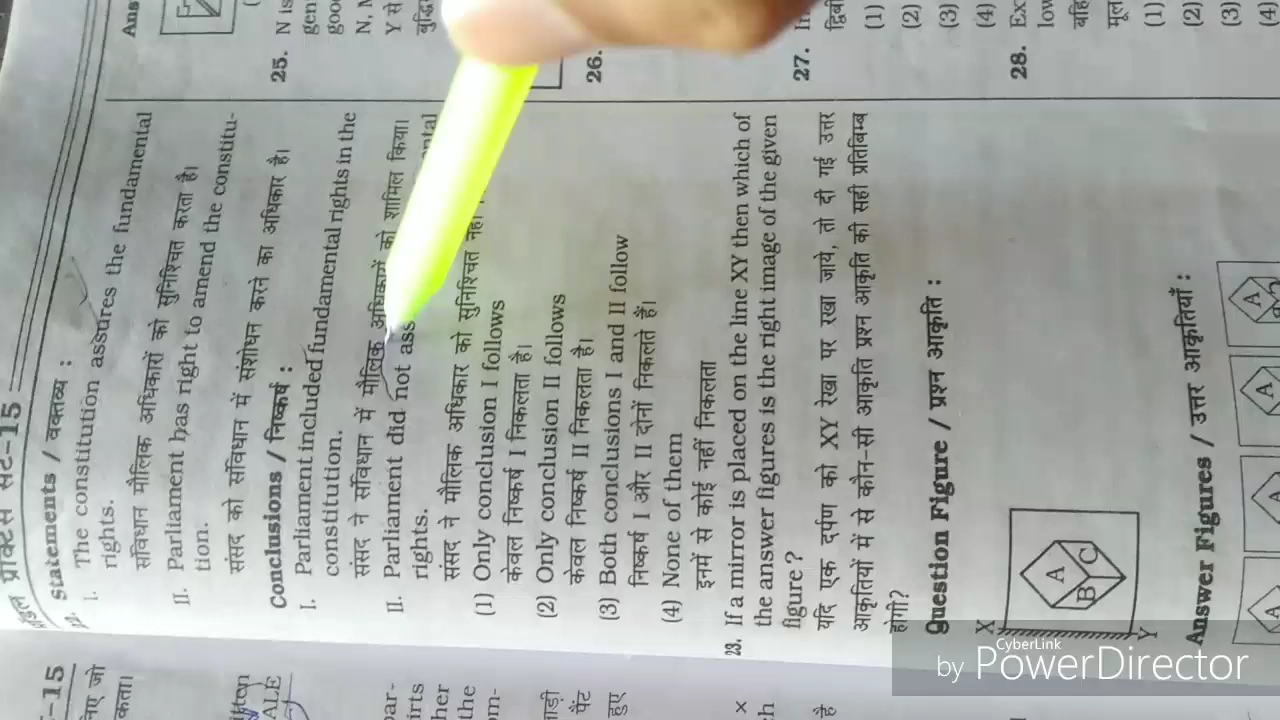 प्रैक्टिस सेट-15
Statements / वक्तव्य :
I. The constitution assures the fundamental
rights.
संविधान मौलिक अधिकारों को सुनिश्चित करता है।
II. Parliament has right to amend the constitu-
tion.
संसद को संविधान में संशोधन करने का अधिकार है।
Conclusions / निष्कर्ष :
I. Parliament included fundamental rights in the
constitution.
संसद ने संविधान में मौलिक अधिकारों को शामिल किया।
II. Parliament did not
rights.
संसद ने मौलिक अधिकार को सुनिश्चित नहीं
(1) Only conclusion I follows
केवल निष्कर्ष I निकलता है।
(2) Only conclusion II follows
केवल निष्कर्ष II निकलता है।
(3) Both conclusions I and II follow
निष्कर्ष I और II दोनों निकलते हैं।
(4) None of them
इनमें से कोई नहीं निकलता
23. If a mirror is placed on the line XY then which of
the answer figures is the right image of the given
figure?
यदि एक दर्पण को XY रेखा पर रखा जाये, तो दी गई उत्तर
आकृतियों में से कौन-सी आकृति प्रश्न आकृति की सही प्रतिबिम्ब
होगी?
Question Figure / प्रश्न आकृति :
X
A
B
C
Y
Answer Figures / उत्तर आकृतियाँ :
A
A
A
A
Ans
25. N is
gen
goo
N, M
Y से
26.
27.
(1)
(2)
(3)
(4)
28. Ex
low
(1)
(2)
(3)
(4)
-15
ALE
by CyberLink PowerDirector